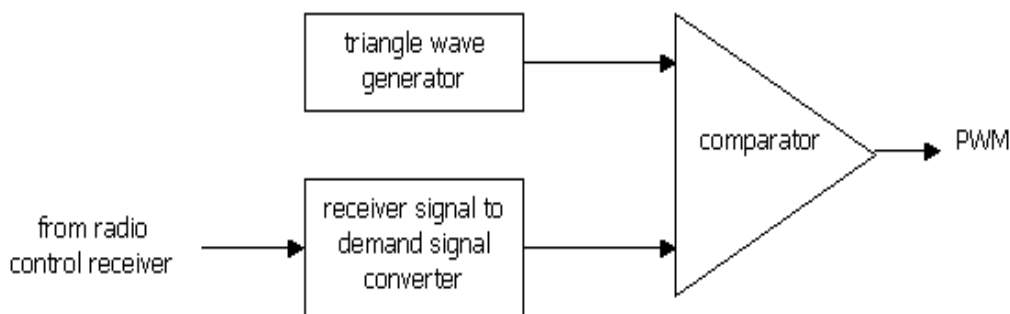 triangle wave
generator
comparator
PWM
from radio
control receiver
receiver signal to
demand signal
converter